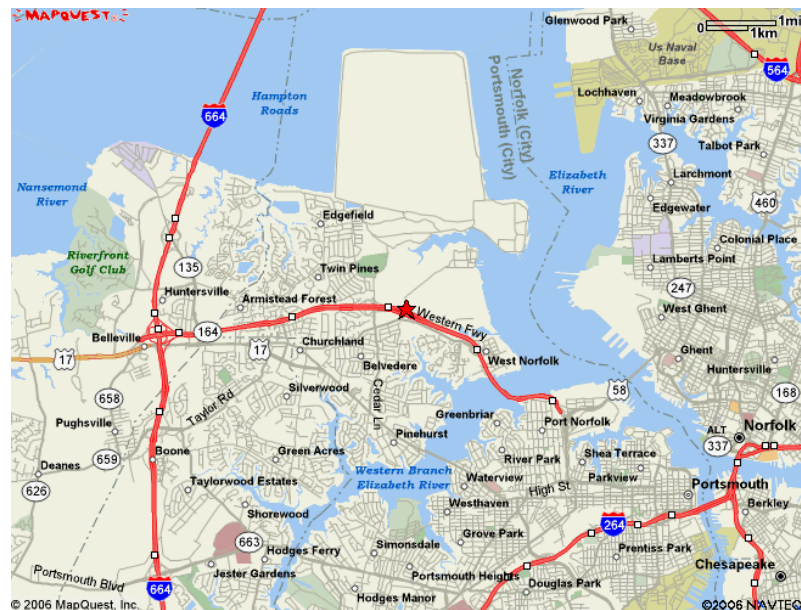 MAPQUEST
1mi
1km
Glenwood Park
Us Naval
Base
564
664
Hampton
Roads
Norfolk (City)
Portsmouth (City)
Lochhaven
Meadowbrook
Virginia Gardens
337
Talbot Park
Nansemond
River
Elizabeth
River
Larchmont
460
Edgewater
Edgefield
Colonial Place
Riverfront
Golf Club
135
Twin Pines
Lamberts Point
247
Huntersville
Armistead Forest
West Ghent
164
Western Fwy
Belleville
17
17
Churchland
Belvedere
West Norfolk
Ghent
Huntersville
658
Silverwood
Cedar Ln
58
168
Taylor Rd
Greenbriar
Port Norfolk
ALT
337
Norfolk
Pughsville
Pinehurst
659
Boone
Green Acres
River Park
Shea Terrace
Deanes
Western Branch
Elizabeth River
Waterview
High St
Parkview
Portsmouth
626
Taylorwood Estates
Westhaven
Berkley
Shorewood
264
663
Grove Park
Hodges Ferry
Simonsdale
Prentiss Park
Portsmouth Blvd
664
Jester Gardens
Portsmouth Heights
Douglas Park
Chesapeake
Hodges Manor
© 2006 MapQuest, Inc.
©2006 NAVTEQ